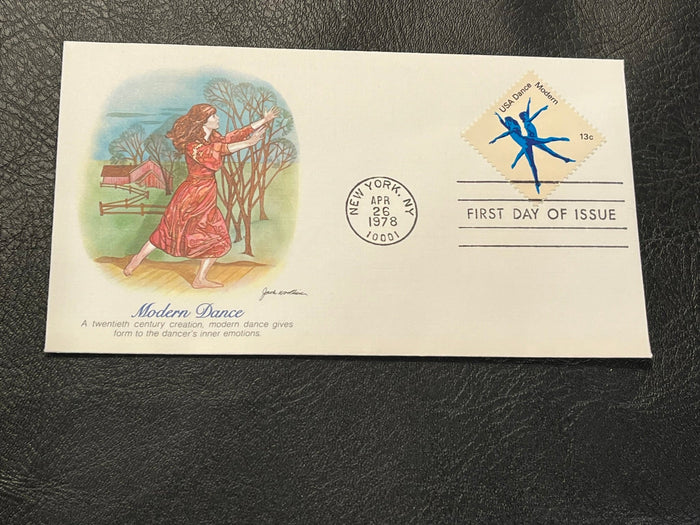 USA Dance Modern
13c
NEW YORK, NY
APR
26
1978
10001
FIRST DAY OF ISSUE
Modern Dance
A twentieth century creation, modern dance gives
form to the dancer's inner emotions.